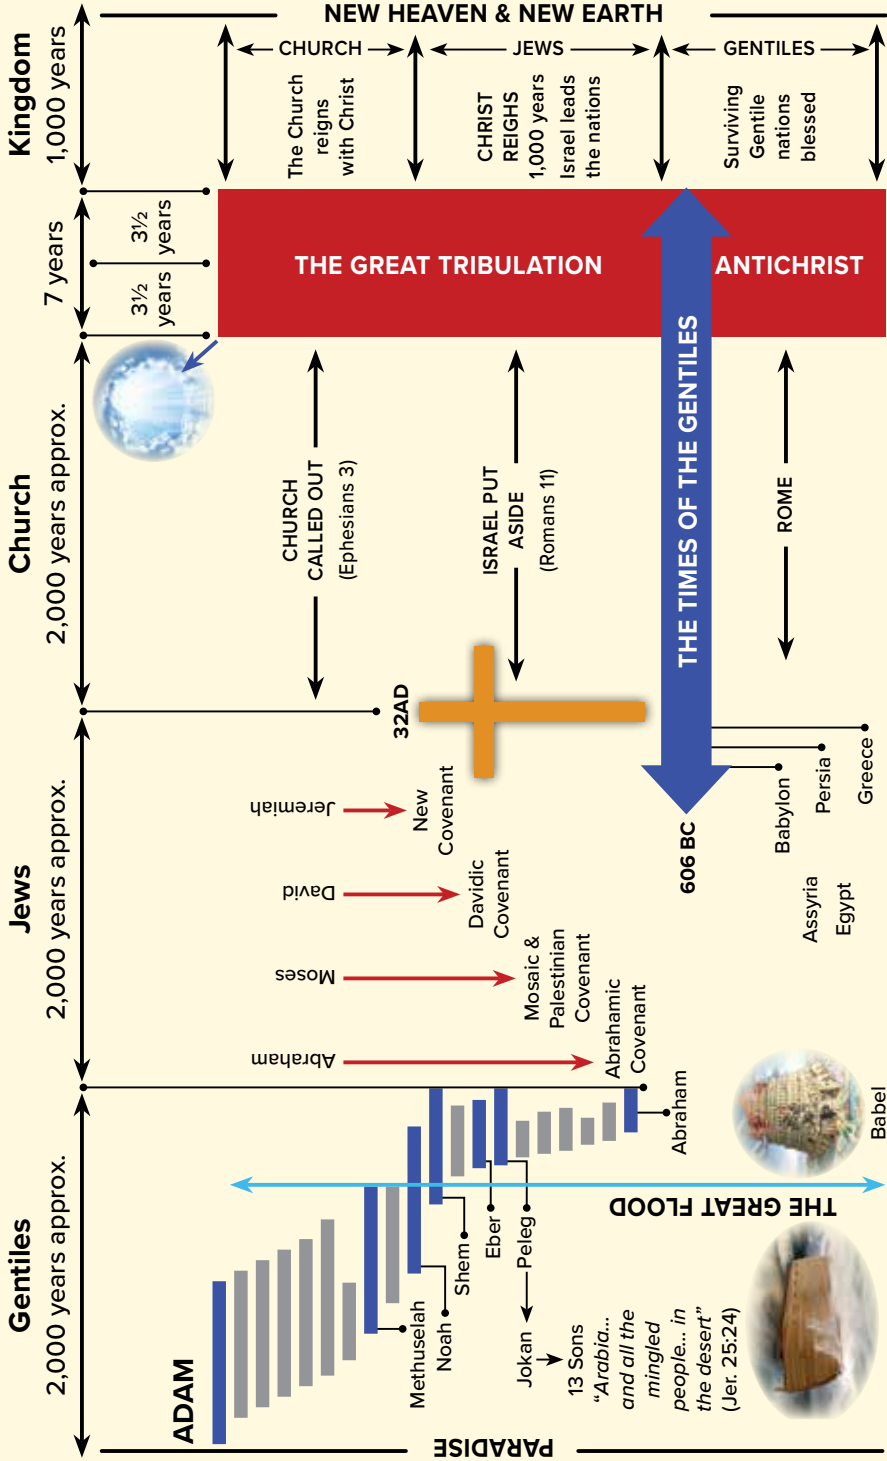 Gentiles
2,000 years approx.
Jews
2,000 years approx.
Church
2,000 years approx.
7 years
Kingdom
1,000 years
3½
years
3½
years
PARADISE
ADAM
Methuselah
Noah
Shem
Eber
Peleg
Jokan
13 Sons
“Arabia...
and all the
mingled
people... in
the desert”
(Jer. 25:24)
THE GREAT FLOOD
Abraham
Babel
Abraham
Abrahamic
Covenant
Moses
Mosaic &
Palestinian
Covenant
David
Davidic
Covenant
Jeremiah
New
Covenant
32AD
606 BC
Assyria
Egypt
Babylon
Persia
Greece
CHURCH
CALLED OUT
(Ephesians 3)
ISRAEL PUT
ASIDE
(Romans 11)
THE TIMES OF THE GENTILES
ROME
THE GREAT TRIBULATION
ANTICHRIST
CHURCH
The Church
reigns
with Christ
JEWS
CHRIST
REIGHS
1,000 years
Israel leads
the nations
GENTILES
Surviving
Gentile
nations
blessed
NEW HEAVEN & NEW EARTH